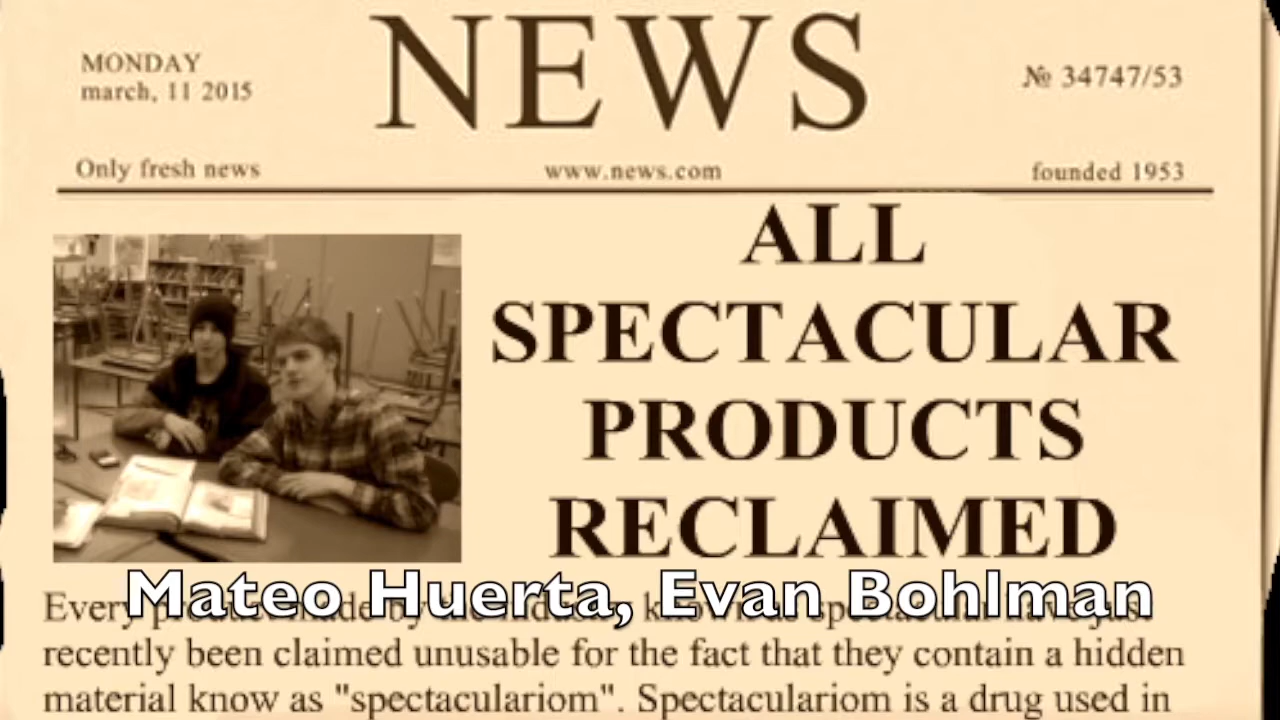 NEWS
MONDAY
march, 11 2015
№ 34747/53
Only fresh news
www.news.com
founded 1953
ALL
SPECTACULAR
PRODUCTS
RECLAIMED
Mateo Huerta, Evan Bohlman
Every
recently been claimed unusable for the fact that they contain a hidden
material know as "spectaculariom". Spectaculariom is a drug used in